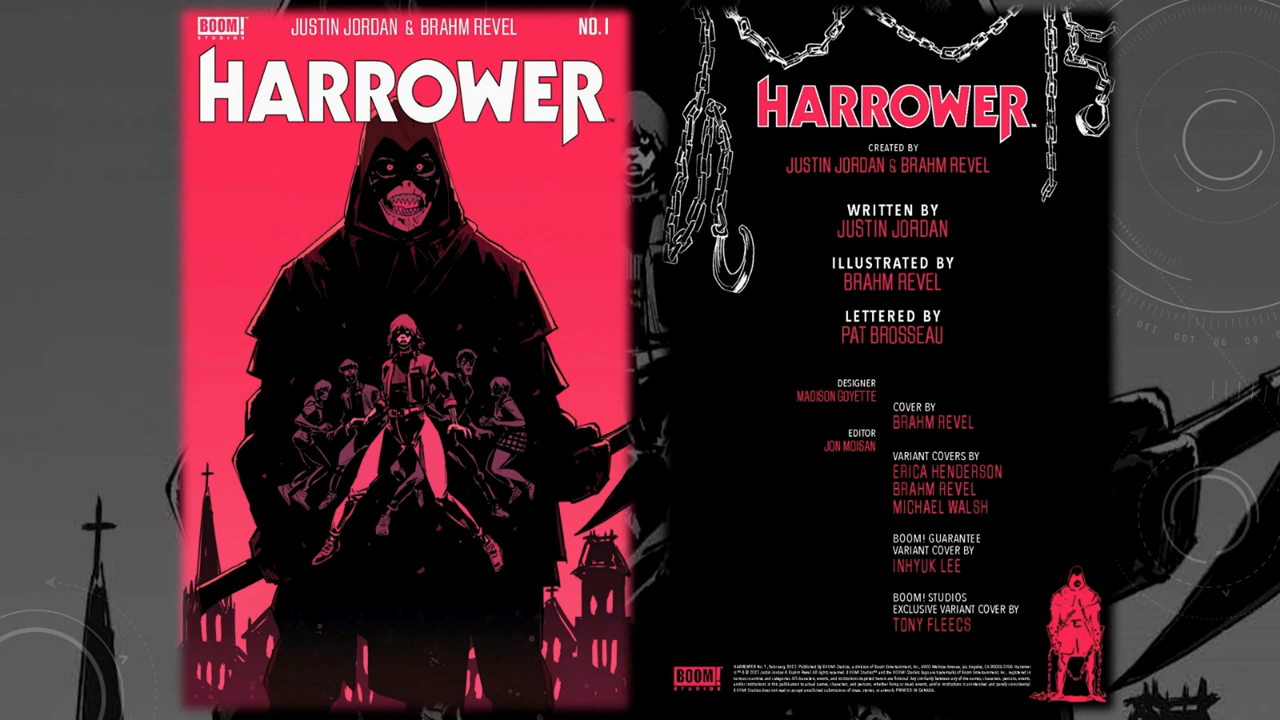 BOOM!
STUDIOS
JUSTIN JORDAN & BRAHM REVEL
NO. 1
HARROWER
HARROWER
CREATED BY
JUSTIN JORDAN & BRAHM REVEL
WRITTEN BY
JUSTIN JORDAN
ILLUSTRATED BY
BRAHM REVEL
LETTERED BY
PAT BROSSEAU
DESIGNER
MADISON GOYETTE
EDITOR
JON MOISAN
COVER BY
BRAHM REVEL
VARIANT COVERS BY
ERICA HENDERSON
BRAHM REVEL
MICHAEL WALSH
BOOM! GUARANTEE
VARIANT COVER BY
INHYUK LEE
BOOM! STUDIOS
EXCLUSIVE VARIANT COVER BY
TONY FLEECS
BOOM!
STUDIOS